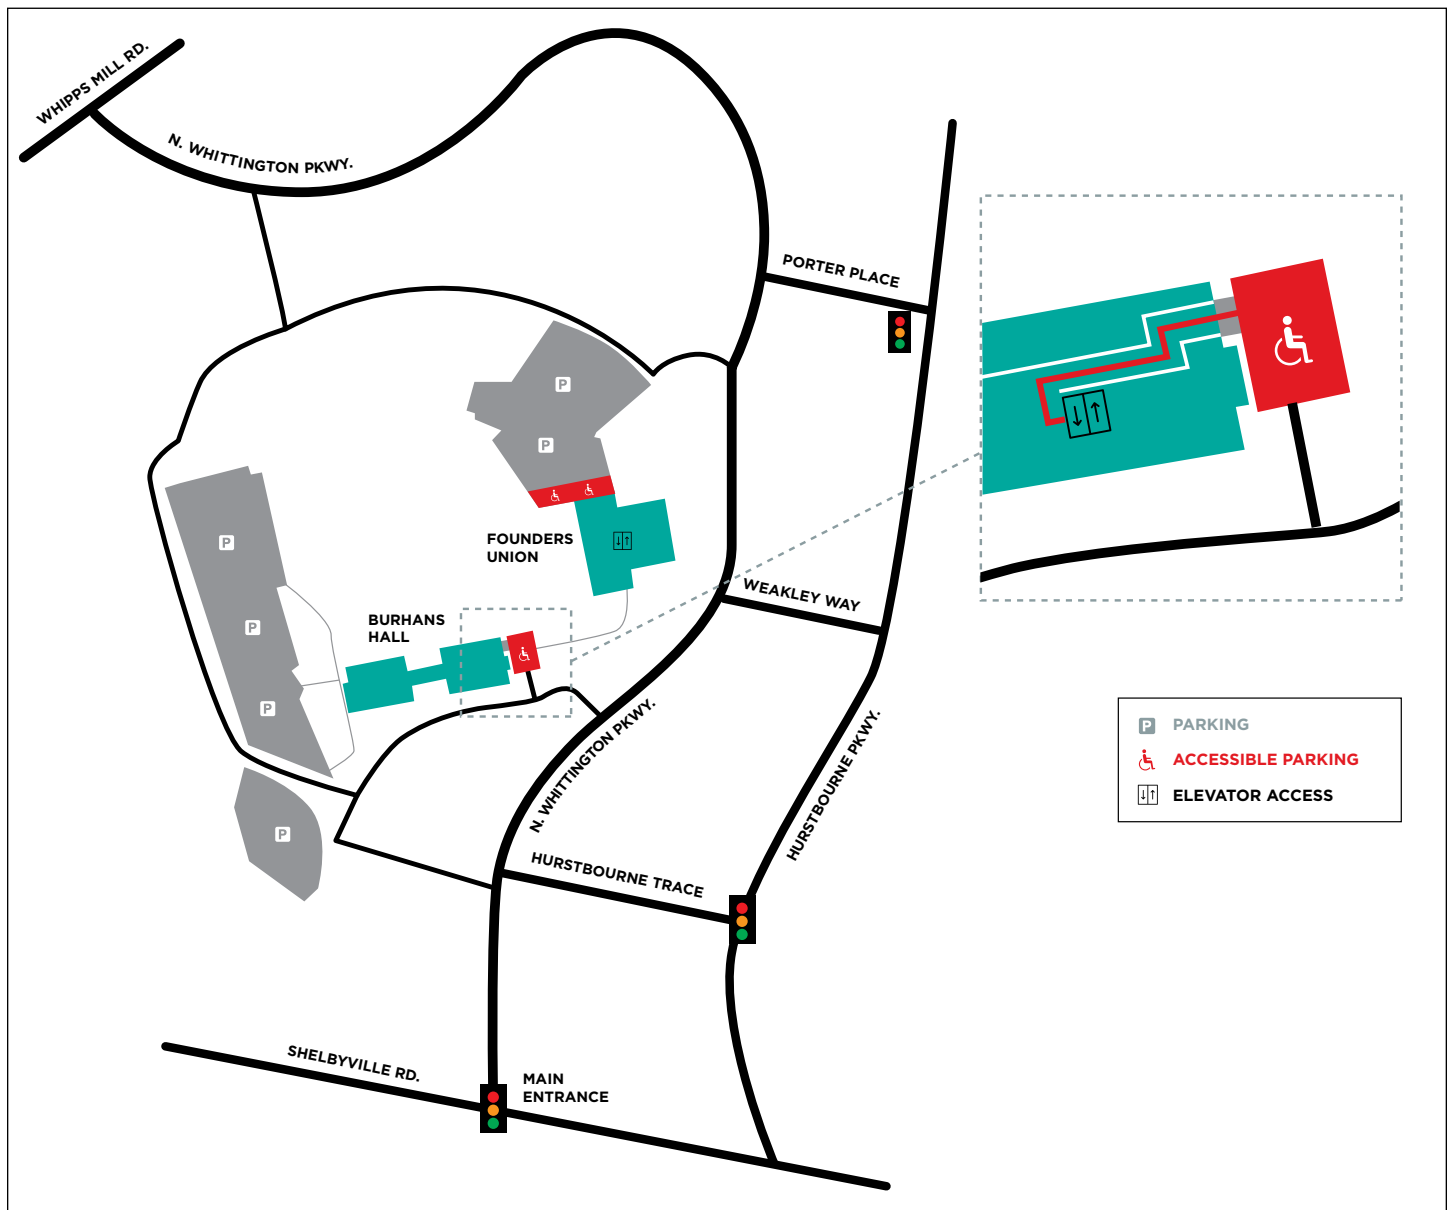 WHIPPS MILL RD.
N. WHITTINGTON PKWY.
PORTER PLACE
P
P
FOUNDERS
UNION
P
WEAKLEY WAY
BURHANS
HALL
P
P
N. WHITTINGTON PKWY.
HURSTBOURNE PKWY.
P PARKING
ACCESSIBLE PARKING
ELEVATOR ACCESS
P
HURSTBOURNE TRACE
SHELBYVILLE RD.
MAIN
ENTRANCE